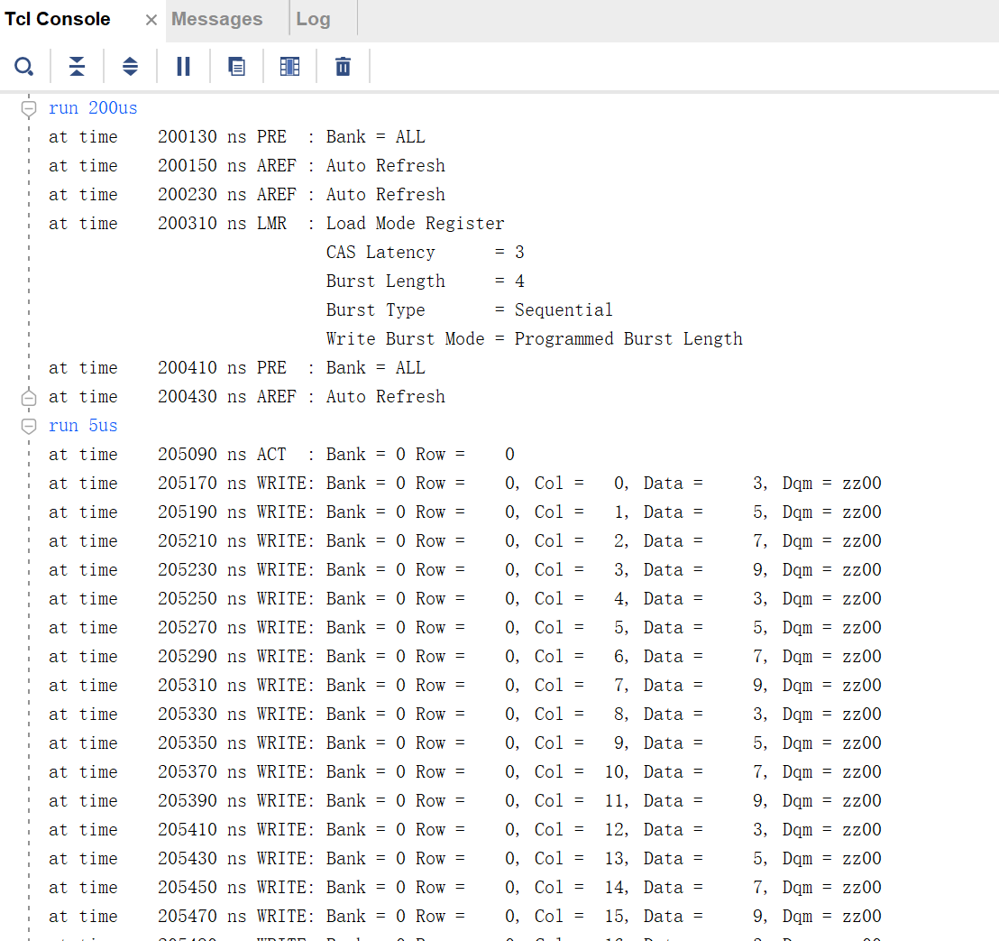 Tcl Console × Messages Log
run 200us
at time    200130 ns PRE  : Bank = ALL
at time    200150 ns AREF : Auto Refresh
at time    200230 ns AREF : Auto Refresh
at time    200310 ns LMR  : Load Mode Register
                            CAS Latency      = 3
                            Burst Length     = 4
                            Burst Type       = Sequential
                            Write Burst Mode = Programmed Burst Length
at time    200410 ns PRE  : Bank = ALL
at time    200430 ns AREF : Auto Refresh
run 5us
at time    205090 ns ACT  : Bank = 0 Row =    0
at time    205170 ns WRITE: Bank = 0 Row =    0, Col =   0, Data =     3, Dqm = zz00
at time    205190 ns WRITE: Bank = 0 Row =    0, Col =   1, Data =     5, Dqm = zz00
at time    205210 ns WRITE: Bank = 0 Row =    0, Col =   2, Data =     7, Dqm = zz00
at time    205230 ns WRITE: Bank = 0 Row =    0, Col =   3, Data =     9, Dqm = zz00
at time    205250 ns WRITE: Bank = 0 Row =    0, Col =   4, Data =     3, Dqm = zz00
at time    205270 ns WRITE: Bank = 0 Row =    0, Col =   5, Data =     5, Dqm = zz00
at time    205290 ns WRITE: Bank = 0 Row =    0, Col =   6, Data =     7, Dqm = zz00
at time    205310 ns WRITE: Bank = 0 Row =    0, Col =   7, Data =     9, Dqm = zz00
at time    205330 ns WRITE: Bank = 0 Row =    0, Col =   8, Data =     3, Dqm = zz00
at time    205350 ns WRITE: Bank = 0 Row =    0, Col =   9, Data =     5, Dqm = zz00
at time    205370 ns WRITE: Bank = 0 Row =    0, Col =  10, Data =     7, Dqm = zz00
at time    205390 ns WRITE: Bank = 0 Row =    0, Col =  11, Data =     9, Dqm = zz00
at time    205410 ns WRITE: Bank = 0 Row =    0, Col =  12, Data =     3, Dqm = zz00
at time    205430 ns WRITE: Bank = 0 Row =    0, Col =  13, Data =     5, Dqm = zz00
at time    205450 ns WRITE: Bank = 0 Row =    0, Col =  14, Data =     7, Dqm = zz00
at time    205470 ns WRITE: Bank = 0 Row =    0, Col =  15, Data =     9, Dqm = zz00